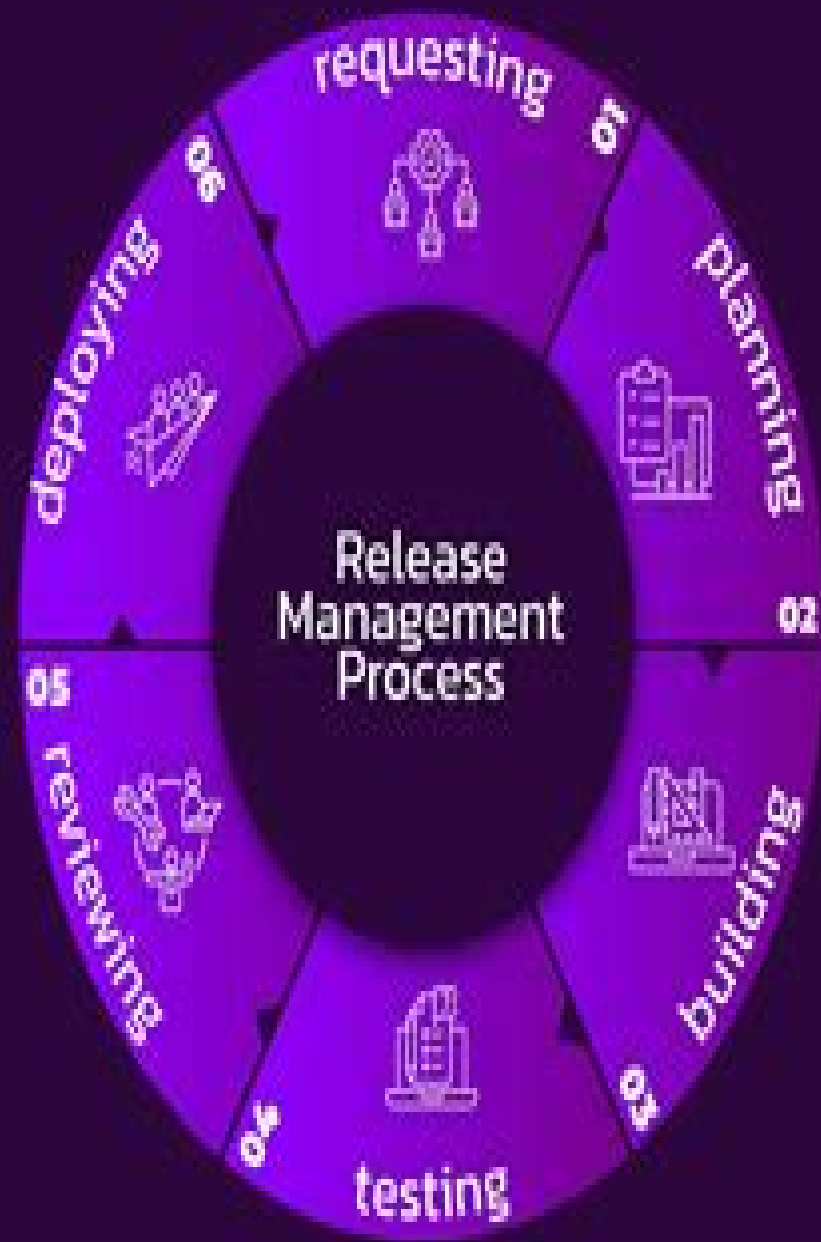 Release
Management
Process
requesting
01
planning
02
building
03
testing
04
reviewing
05
deploying
06